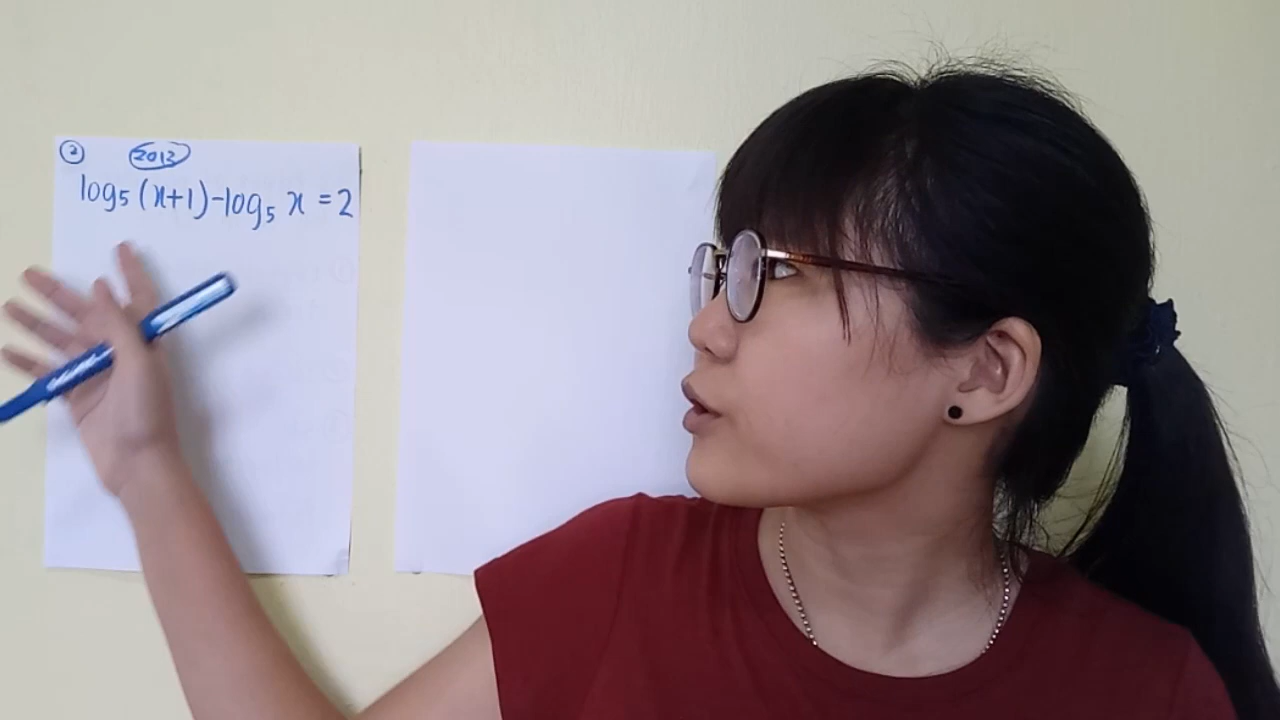 ② 2013
log₅ (x+1) - log₅ x = 2